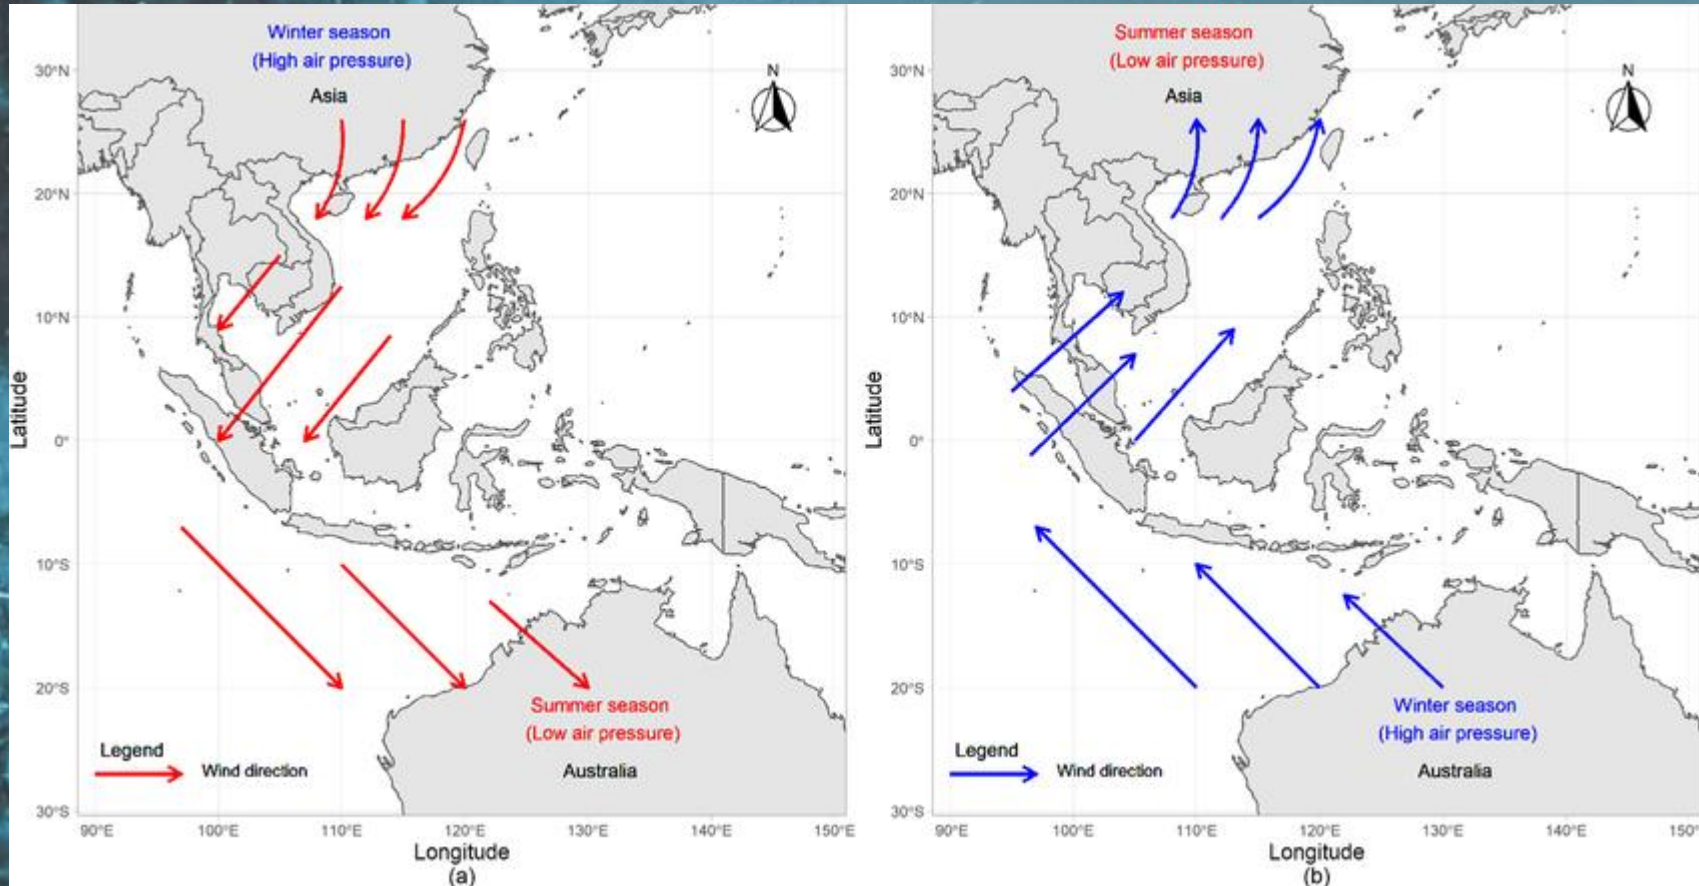 Winter season
(High air pressure)
Asia
N
30°N
20°N
10°N
0°
10°S
20°S
30°S
Latitude
Summer season
(Low air pressure)
Australia
Legend
Wind direction
90°E 100°E 110°E 120°E 130°E 140°E 150°E
Longitude
(a)
Summer season
(Low air pressure)
Asia
N
30°N
20°N
10°N
0°
10°S
20°S
30°S
Latitude
Winter season
(High air pressure)
Australia
Legend
Wind direction
90°E 100°E 110°E 120°E 130°E 140°E 150°
Longitude
(b)